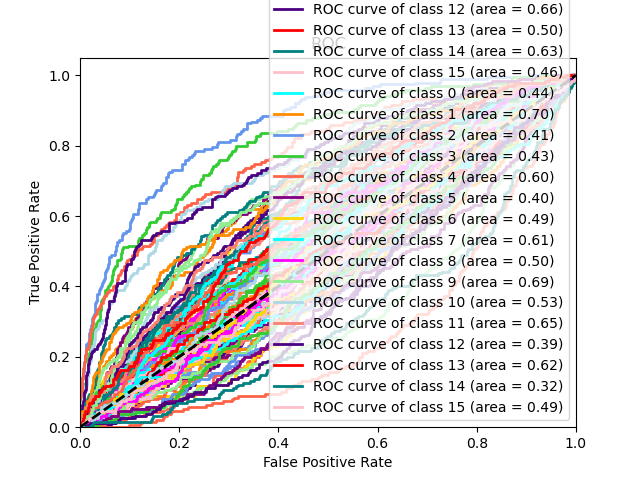 ROC
ROC curve of class 12 (area = 0.66)
ROC curve of class 13 (area = 0.50)
ROC curve of class 14 (area = 0.63)
ROC curve of class 15 (area = 0.46)
ROC curve of class 0 (area = 0.44)
ROC curve of class 1 (area = 0.70)
ROC curve of class 2 (area = 0.41)
ROC curve of class 3 (area = 0.43)
ROC curve of class 4 (area = 0.60)
ROC curve of class 5 (area = 0.40)
ROC curve of class 6 (area = 0.49)
ROC curve of class 7 (area = 0.61)
ROC curve of class 8 (area = 0.50)
ROC curve of class 9 (area = 0.69)
ROC curve of class 10 (area = 0.53)
ROC curve of class 11 (area = 0.65)
ROC curve of class 12 (area = 0.39)
ROC curve of class 13 (area = 0.62)
ROC curve of class 14 (area = 0.32)
ROC curve of class 15 (area = 0.49)
True Positive Rate
1.0
0.8
0.6
0.4
0.2
0.0
0.0 0.2 0.4 0.6 0.8 1.0
False Positive Rate